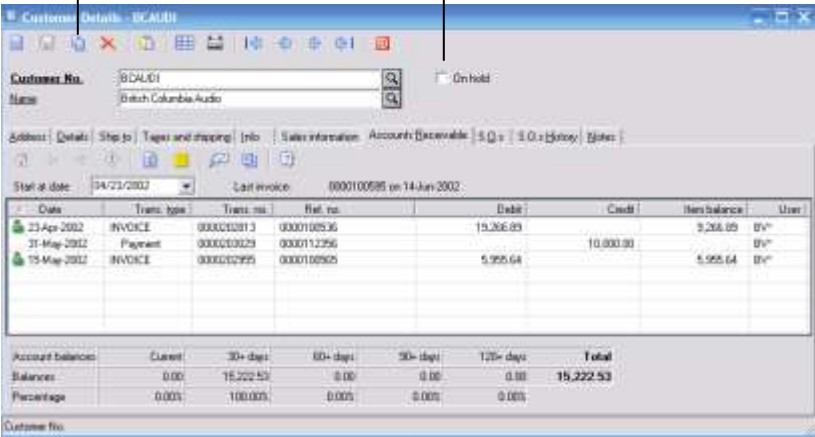 Customer Details - BCAUDI
Customer No. BCAUDI On hold
Name British Columbia Audio
Address Details Ship to Taxes and shipping Info Sales information Accounts Receivable S.O.s S.O.s History Notes
Start at date 04/23/2002 Last invoice: 0000100585 on 14-Jun-2002
Date Trans. type Trans. no. Ref. no. Debit Credit Item balance User
23-Apr-2002 INVOICE 0000202813 0000100536 19,266.89 9,266.89 BV*
31-May-2002 Payment 0000203029 0000112356 10,000.00 BV*
15-May-2002 INVOICE 0000202995 5,955.64 5,955.64 BV*
Account balances Current 30+ days 60+ days 90+ days 120+ days Total
Balances 0.00 15,222.53 0.00 0.00 0.00 15,222.53
Percentage 0.00% 100.00% 0.00% 0.00% 0.00%
Customer No.